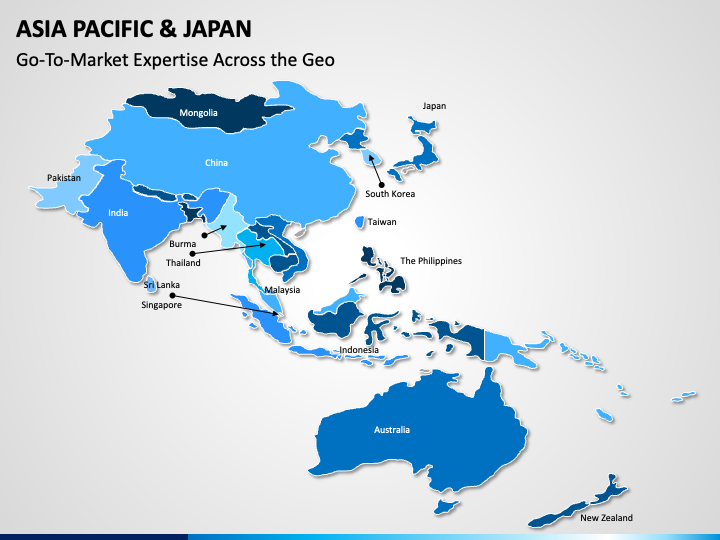 ASIA PACIFIC & JAPAN
Go-To-Market Expertise Across the Geo
Mongolia
Japan
China
Pakistan
South Korea
India
Taiwan
Burma
Thailand
The Philippines
Sri Lanka
Malaysia
Singapore
Indonesia
Australia
New Zealand